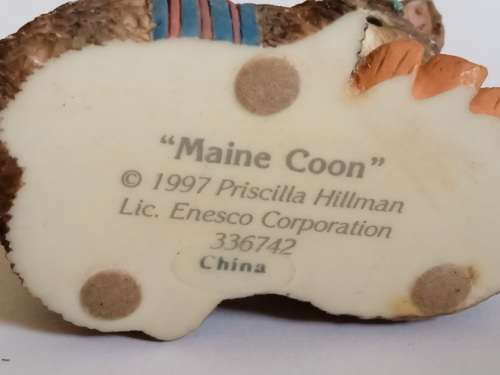 "Maine Coon"
© 1997 Priscilla Hillman
Lic. Enesco Corporation
336742
China